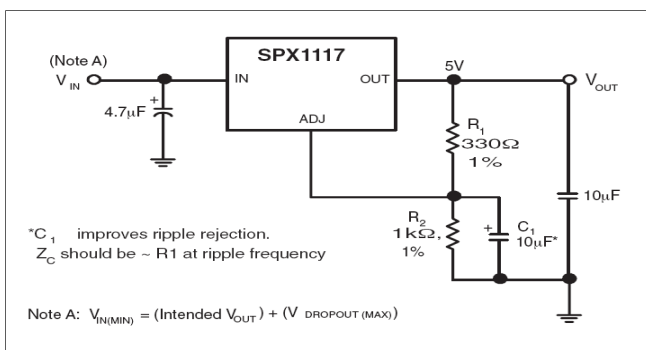 (Note A)
V IN
SPX1117
IN
OUT
ADJ
5V
V OUT
+
4.7µF
R1
330Ω
1%
10µF
R2
1kΩ,
1%
+
C1
10µF*
*C 1 improves ripple rejection.
ZC should be ~ R1 at ripple frequency
Note A: VIN(MIN) = (Intended VOUT) + (V DROPOUT (MAX))